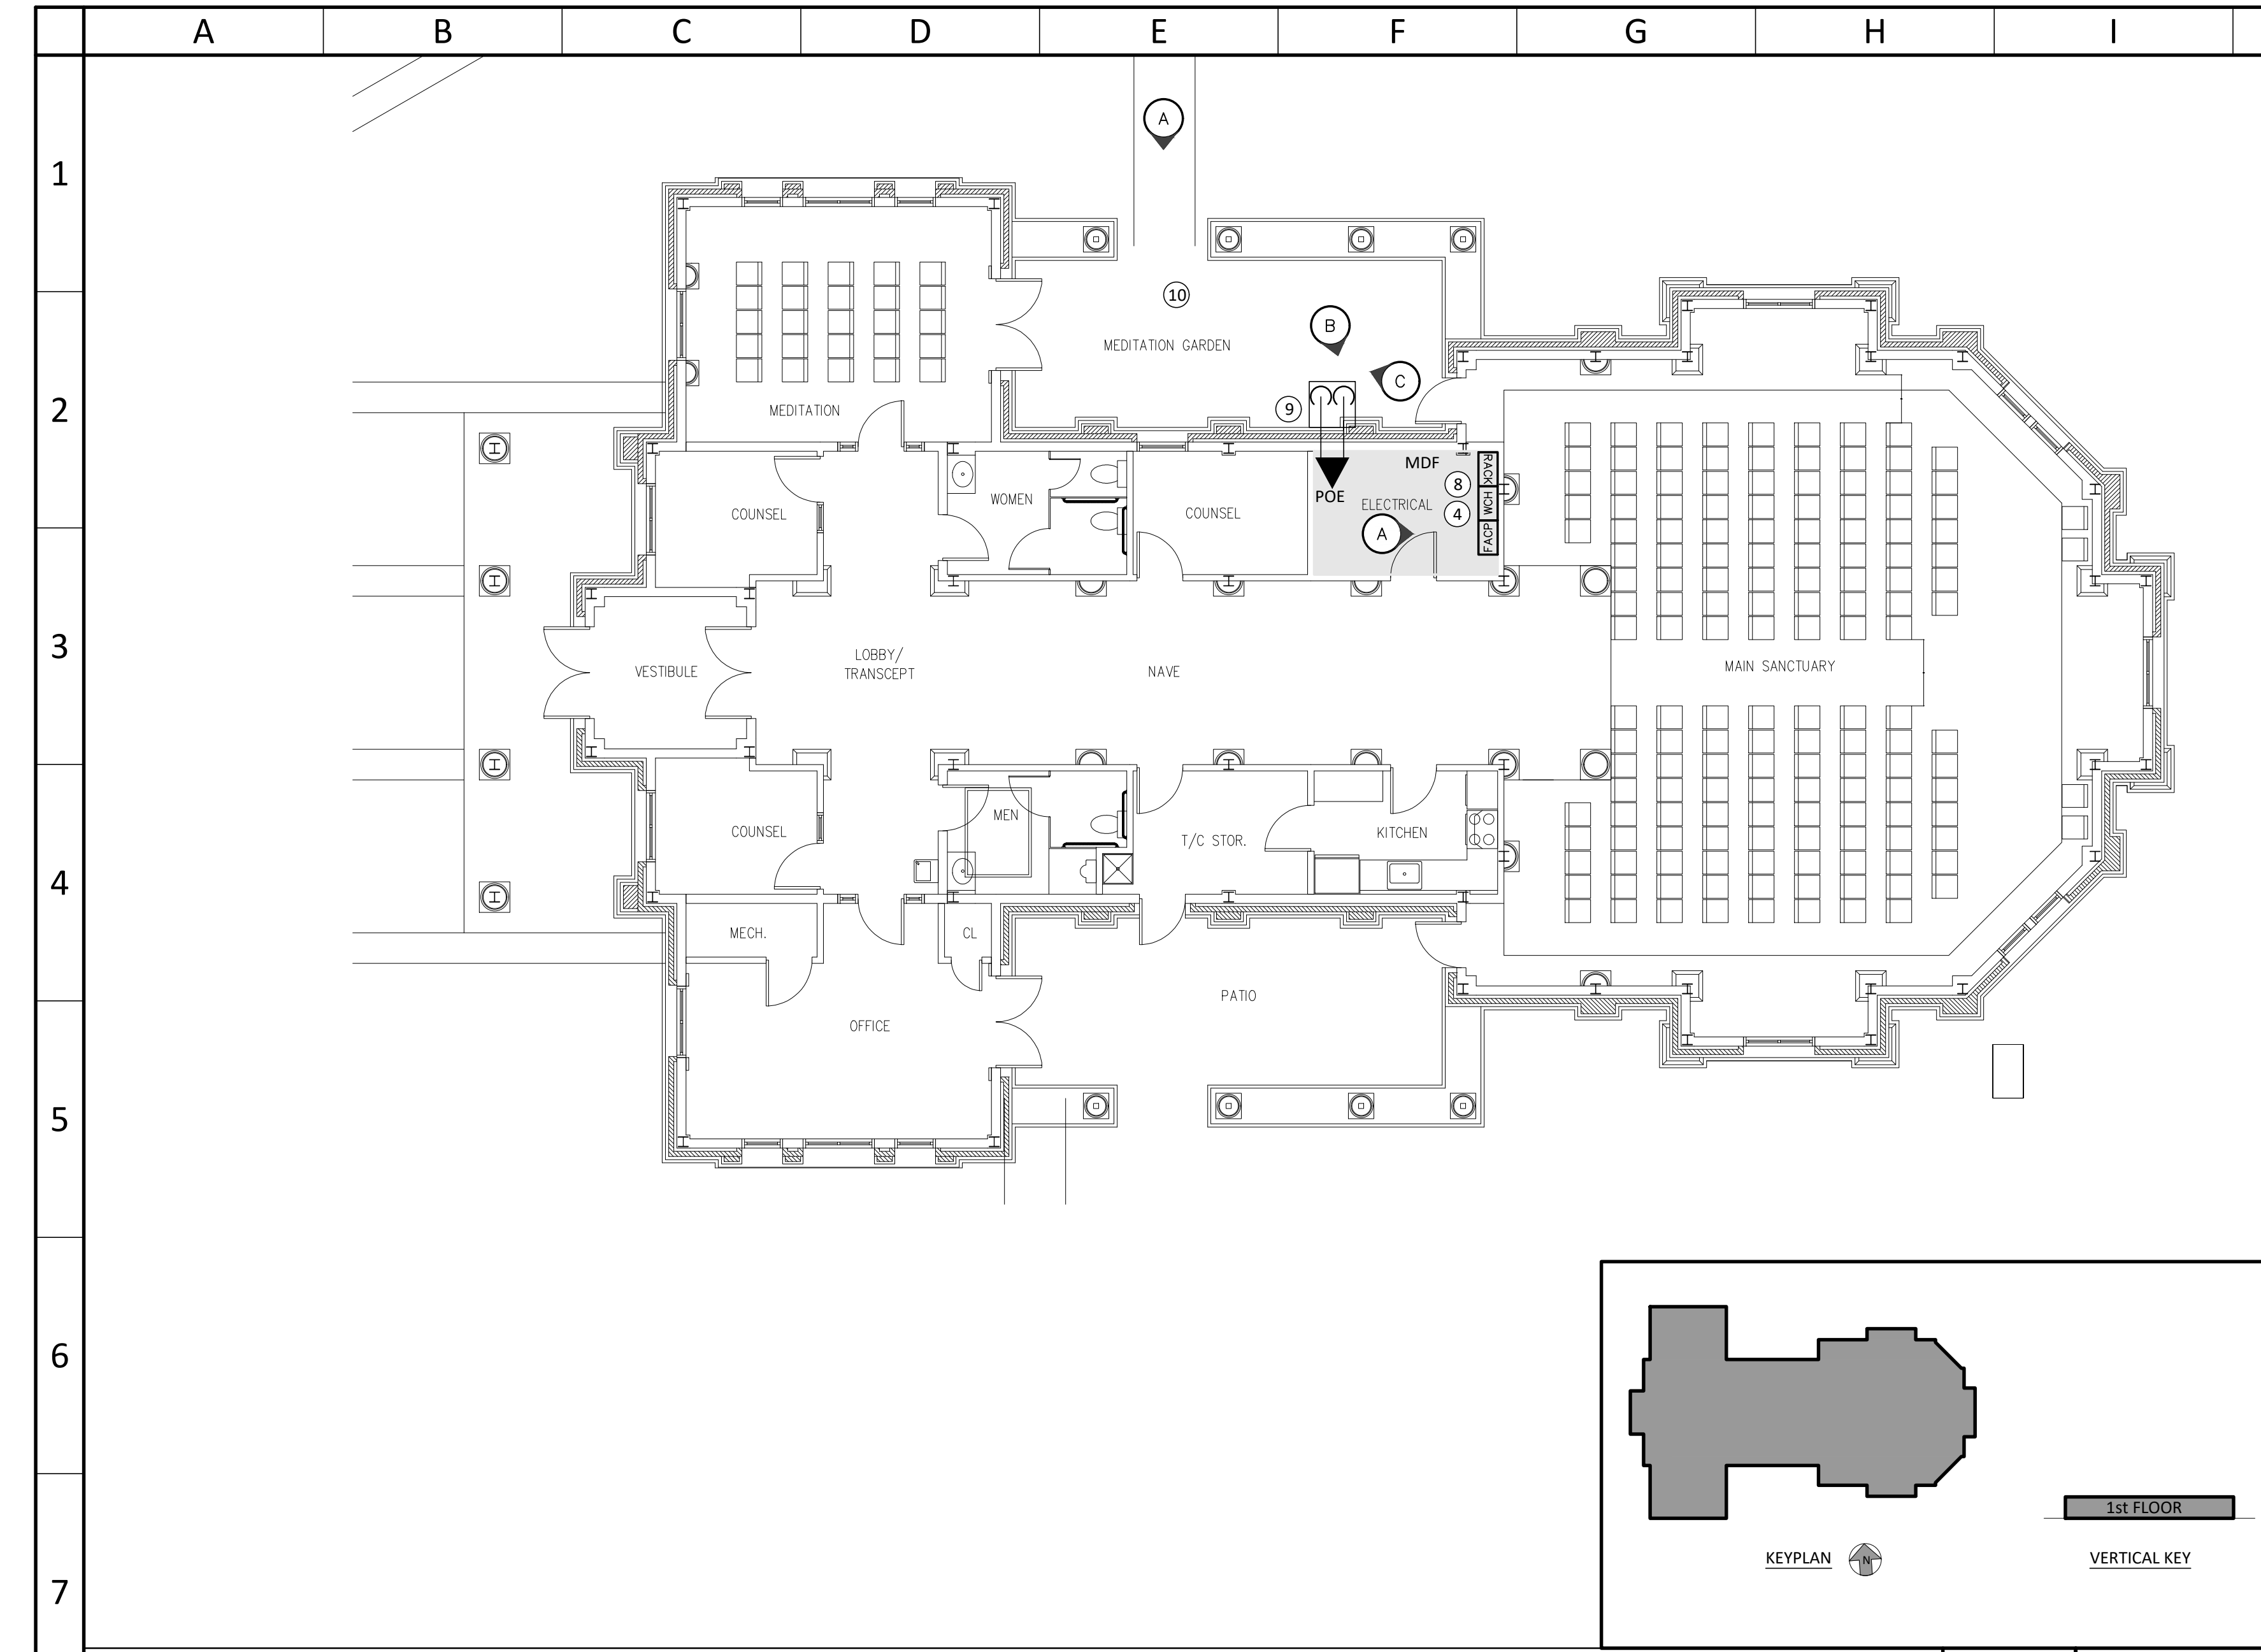 A B C D E F G H I
1
A
10
B
MEDITATION GARDEN
C
2
9
MEDITATION
MDF
RACK
8
POE
WOMEN
ELECTRICAL
WCH
COUNSEL
COUNSEL
4
A
FACP
3
LOBBY/
TRANSCEPT
VESTIBULE
NAVE
MAIN SANCTUARY
MEN
COUNSEL
T/C STOR.
KITCHEN
4
MECH.
CL
PATIO
OFFICE
5
6
1st FLOOR
KEYPLAN
N
VERTICAL KEY
7